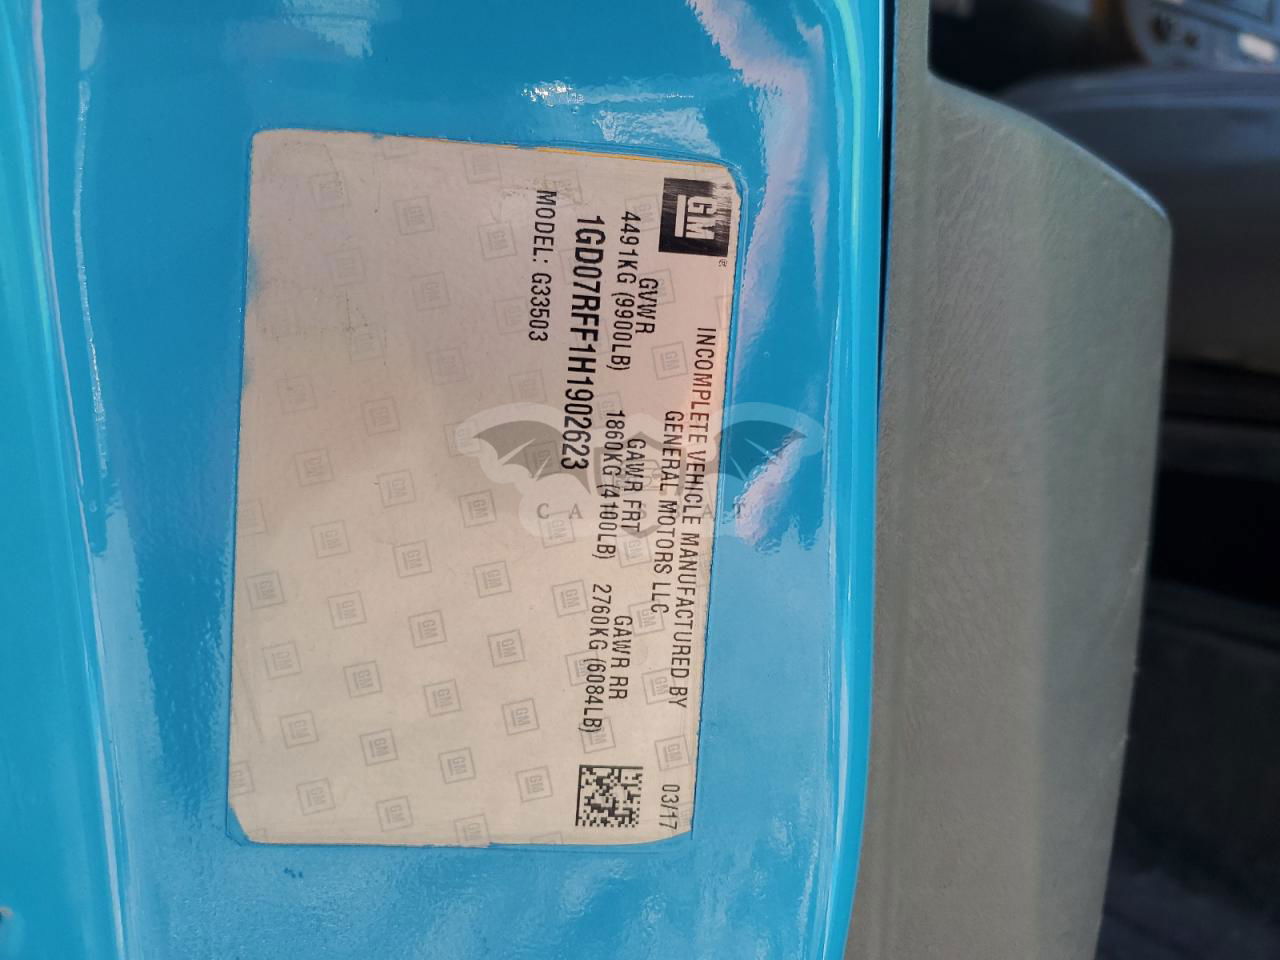 GM®
INCOMPLETE VEHICLE MANUFACTURED BY
GENERAL MOTORS LLC
03/17
GVWR GAWR FRT GAWR RR
4491KG (9900LB) 1860KG (4100LB) 2760KG (6084LB)
1GD07RFF1H1902623
MODEL: G33503